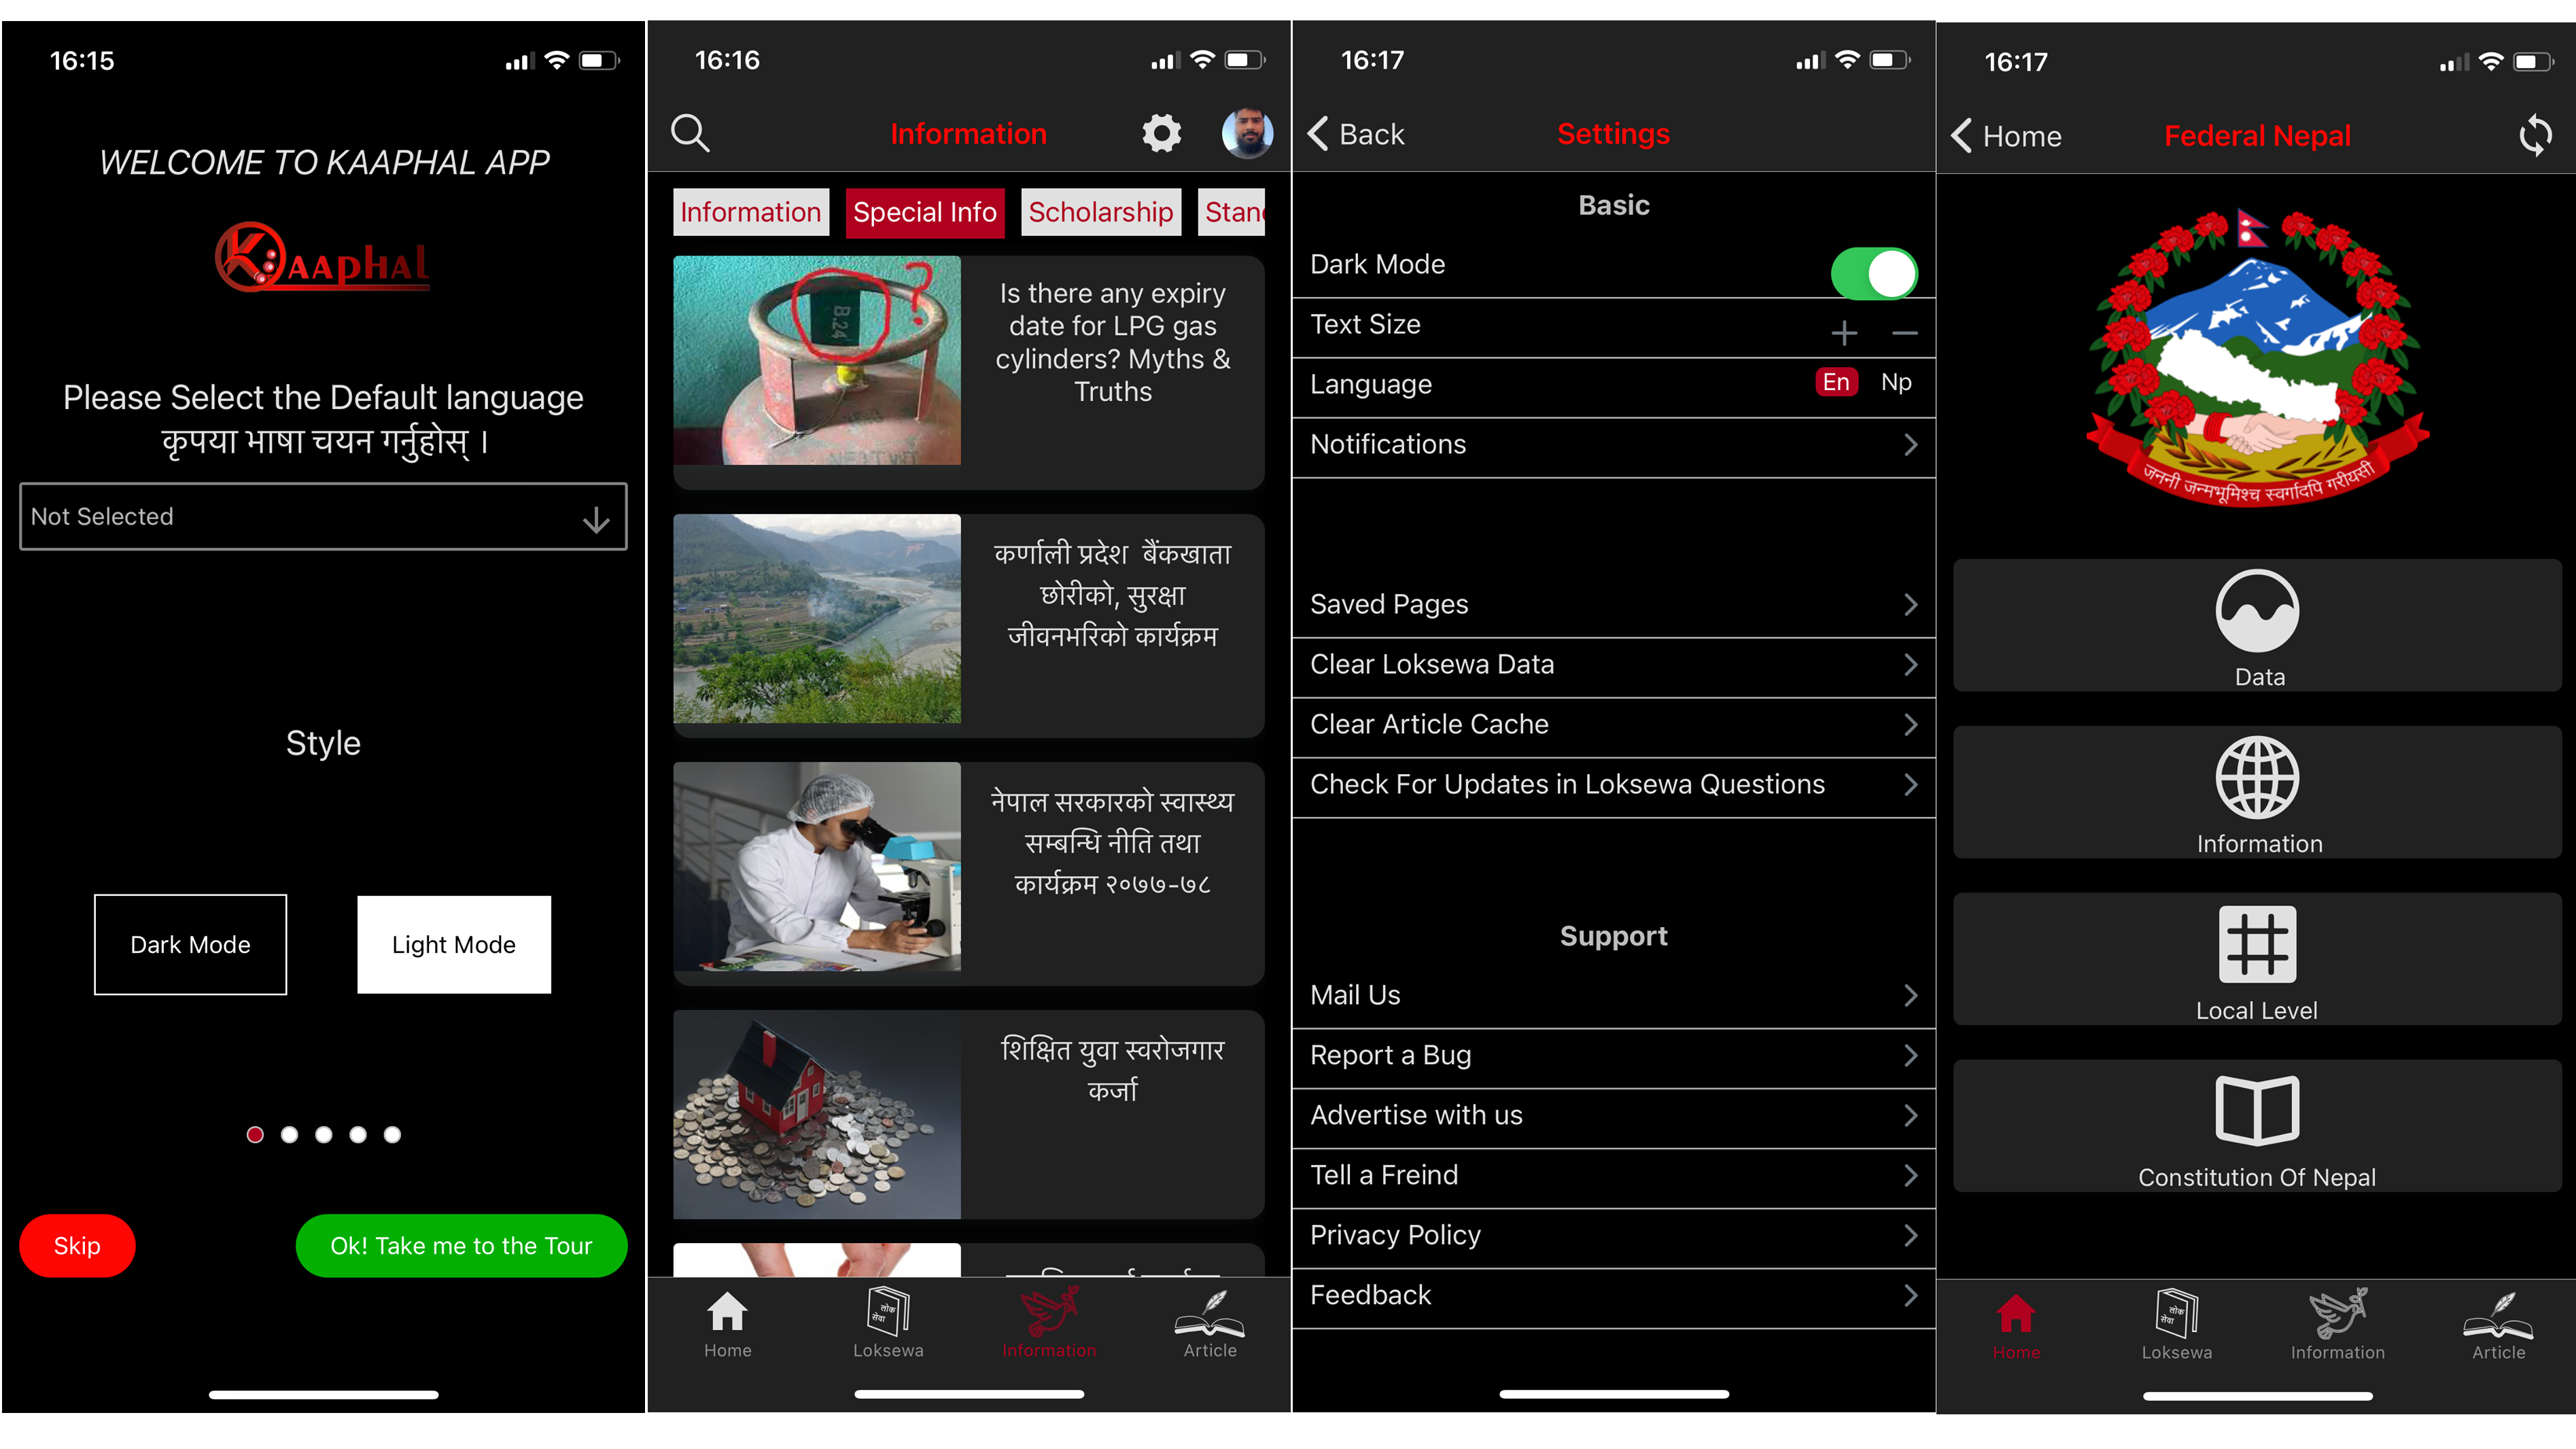 16:15
WELCOME TO KAAPHAL APP
Kaaphal
Please Select the Default language
कृपया भाषा चयन गर्नुहोस् ।
Not Selected
Style
Dark Mode
Light Mode
Skip
Ok! Take me to the Tour
16:16
Information
Information
Special Info
Scholarship
Stand
B.24
?
Is there any expiry
date for LPG gas
cylinders? Myths &
Truths
कर्णाली प्रदेश बैंकखाता
छोरीको, सुरक्षा
जीवनभरिको कार्यक्रम
नेपाल सरकारको स्वास्थ्य
सम्बन्धि नीति तथा
कार्यक्रम २०७७-७८
शिक्षित युवा स्वरोजगार
कर्जा
लोक
सेवा
Home
Loksewa
Information
Article
16:17
Back
Settings
Basic
Dark Mode
Text Size
Language
En
Np
Notifications
Saved Pages
Clear Loksewa Data
Clear Article Cache
Check For Updates in Loksewa Questions
Support
Mail Us
Report a Bug
Advertise with us
Tell a Freind
Privacy Policy
Feedback
16:17
Home
Federal Nepal
जननी जन्मभूमिश्च स्वर्गादपि गरीयसी
Data
Information
Local Level
Constitution Of Nepal
लोक
सेवा
Home
Loksewa
Information
Article